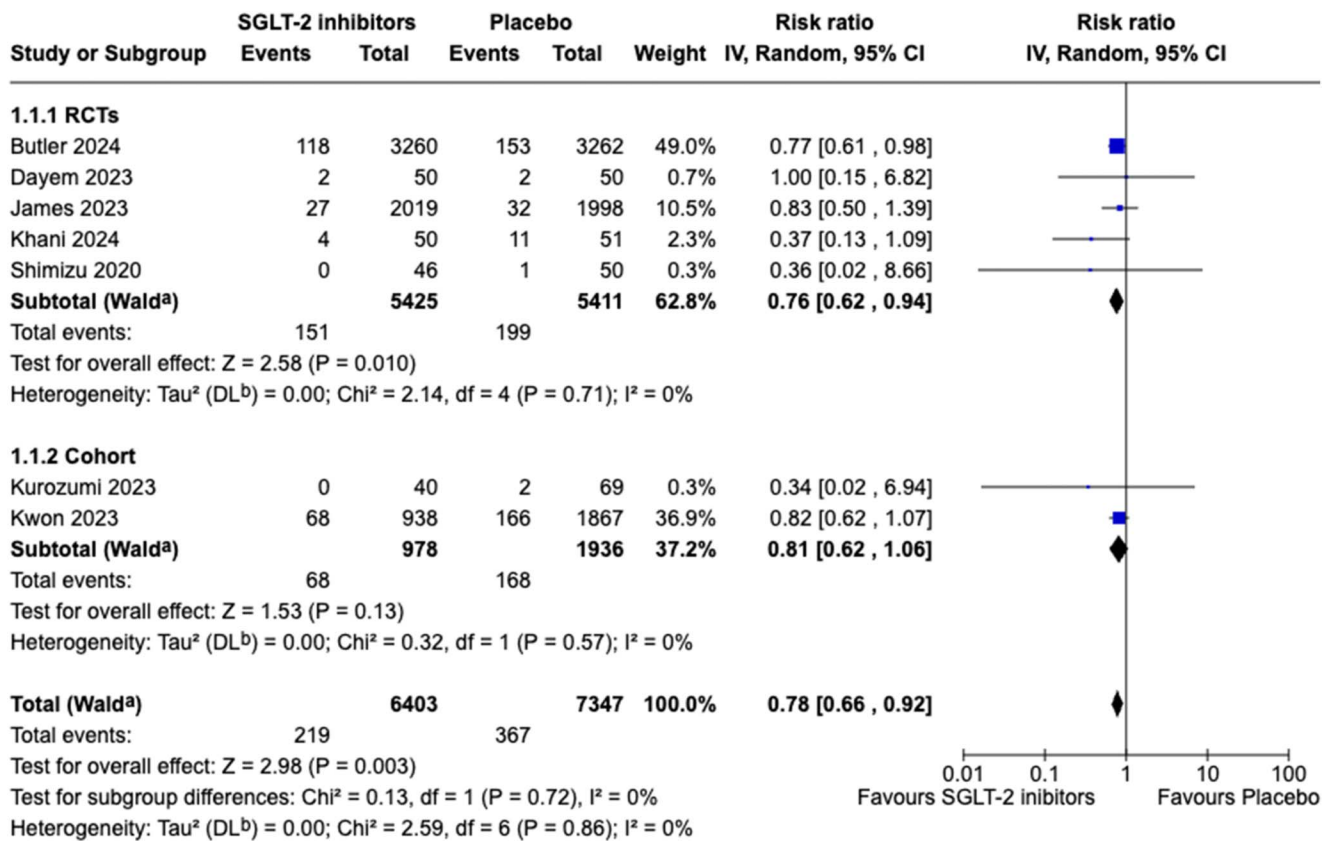 SGLT-2 inhibitors Placebo Risk ratio Risk ratio
Study or Subgroup Events Total Events Total Weight IV, Random, 95% CI IV, Random, 95% CI
1.1.1 RCTs
Butler 2024 118 3260 153 3262 49.0% 0.77 [0.61 , 0.98]
Dayem 2023 2 50 2 50 0.7% 1.00 [0.15 , 6.82]
James 2023 27 2019 32 1998 10.5% 0.83 [0.50 , 1.39]
Khani 2024 4 50 11 51 2.3% 0.37 [0.13 , 1.09]
Shimizu 2020 0 46 1 50 0.3% 0.36 [0.02 , 8.66]
Subtotal (Waldᵃ) 5425 5411 62.8% 0.76 [0.62 , 0.94]
Total events: 151 199
Test for overall effect: Z = 2.58 (P = 0.010)
Heterogeneity: Tau² (DLᵇ) = 0.00; Chi² = 2.14, df = 4 (P = 0.71); I² = 0%
1.1.2 Cohort
Kurozumi 2023 0 40 2 69 0.3% 0.34 [0.02 , 6.94]
Kwon 2023 68 938 166 1867 36.9% 0.82 [0.62 , 1.07]
Subtotal (Waldᵃ) 978 1936 37.2% 0.81 [0.62 , 1.06]
Total events: 68 168
Test for overall effect: Z = 1.53 (P = 0.13)
Heterogeneity: Tau² (DLᵇ) = 0.00; Chi² = 0.32, df = 1 (P = 0.57); I² = 0%
Total (Waldᵃ) 6403 7347 100.0% 0.78 [0.66 , 0.92]
Total events: 219 367
Test for overall effect: Z = 2.98 (P = 0.003)
0.01 0.1 1 10 100
Test for subgroup differences: Chi² = 0.13, df = 1 (P = 0.72), I² = 0%
Favours SGLT-2 inibitors Favours Placebo
Heterogeneity: Tau² (DLᵇ) = 0.00; Chi² = 2.59, df = 6 (P = 0.86); I² = 0%